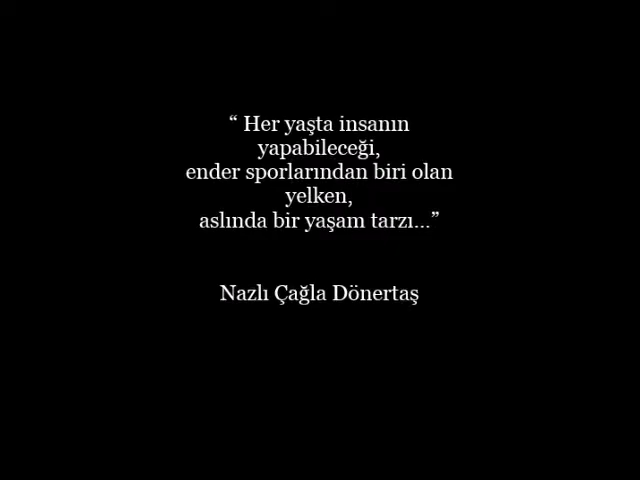 “ Her yaşta insanın
yapabileceği,
ender sporlarından biri olan
yelken,
aslında bir yaşam tarzı...”
Nazlı Çağla Dönertaş